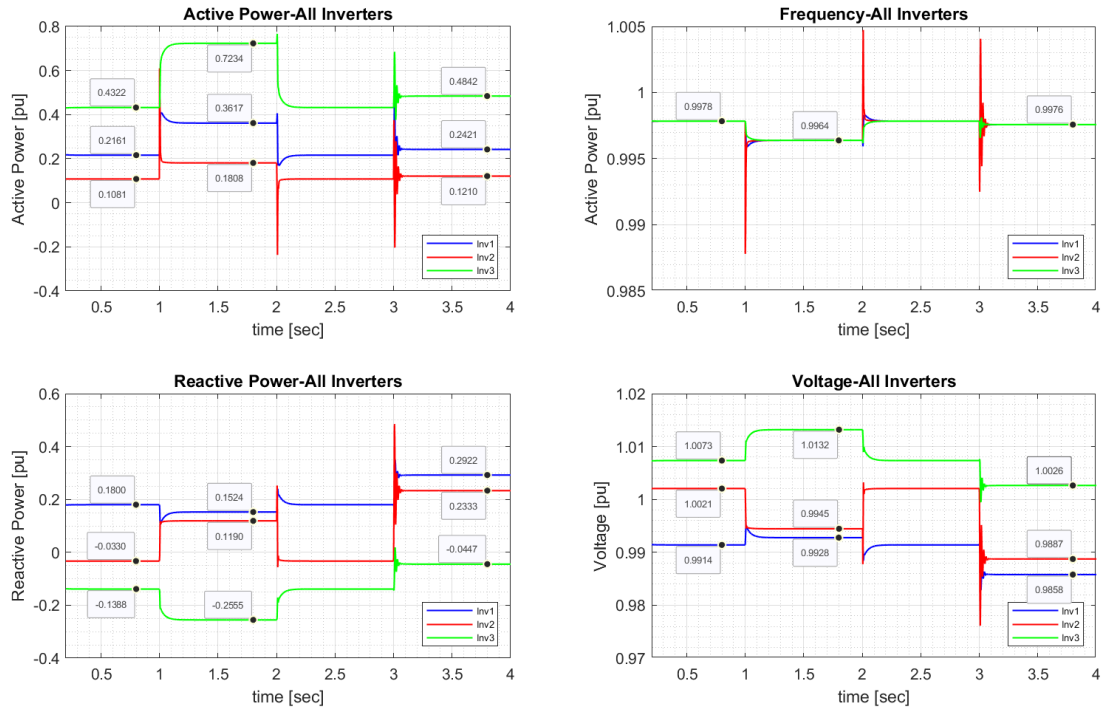 Active Power-All Inverters
Active Power [pu]
0.8
0.6
0.4
0.2
0
-0.2
-0.4
0.4322
0.7234
0.4842
0.2161
0.3617
0.2421
0.1081
0.1808
0.1210
Inv1
Inv2
Inv3
0.5 1 1.5 2 2.5 3 3.5 4
time [sec]
Frequency-All Inverters
Active Power [pu]
1.005
1
0.995
0.99
0.985
0.9978
0.9964
0.9976
Inv1
Inv2
Inv3
0.5 1 1.5 2 2.5 3 3.5 4
time [sec]
Reactive Power-All Inverters
Reactive Power [pu]
0.6
0.4
0.2
0
-0.2
-0.4
0.1800
0.1524
0.2922
-0.0330
0.1190
0.2333
-0.1388
-0.2555
-0.0447
Inv1
Inv2
Inv3
0.5 1 1.5 2 2.5 3 3.5 4
time [sec]
Voltage-All Inverters
Voltage [pu]
1.02
1.01
1
0.99
0.98
0.97
1.0073
1.0132
1.0026
1.0021
0.9945
0.9887
0.9914
0.9928
0.9858
Inv1
Inv2
Inv3
0.5 1 1.5 2 2.5 3 3.5 4
time [sec]